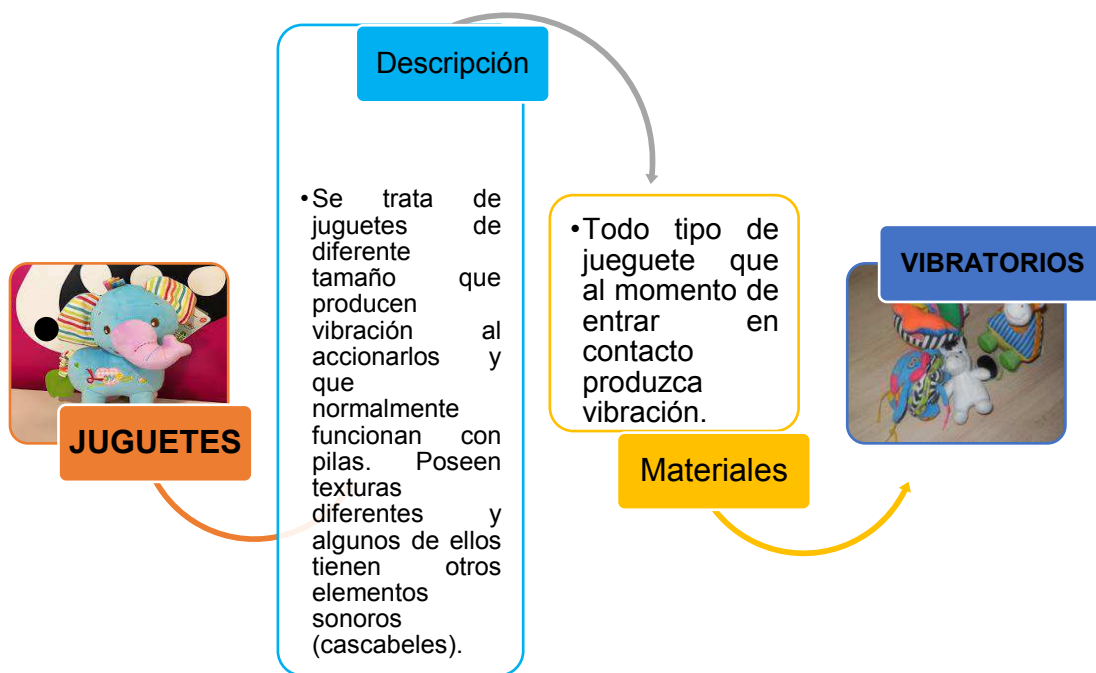 JUGUETES
Descripción
•Se trata de
juguetes de
diferente
tamaño que
producen
vibración al
accionarlos y
que
normalmente
funcionan con
pilas. Poseen
texturas
diferentes y
algunos de ellos
tienen otros
elementos
sonoros
(cascabeles).
•Todo tipo de
jueguete que
al momento de
entrar en
contacto
produzca
vibración.
Materiales
VIBRATORIOS